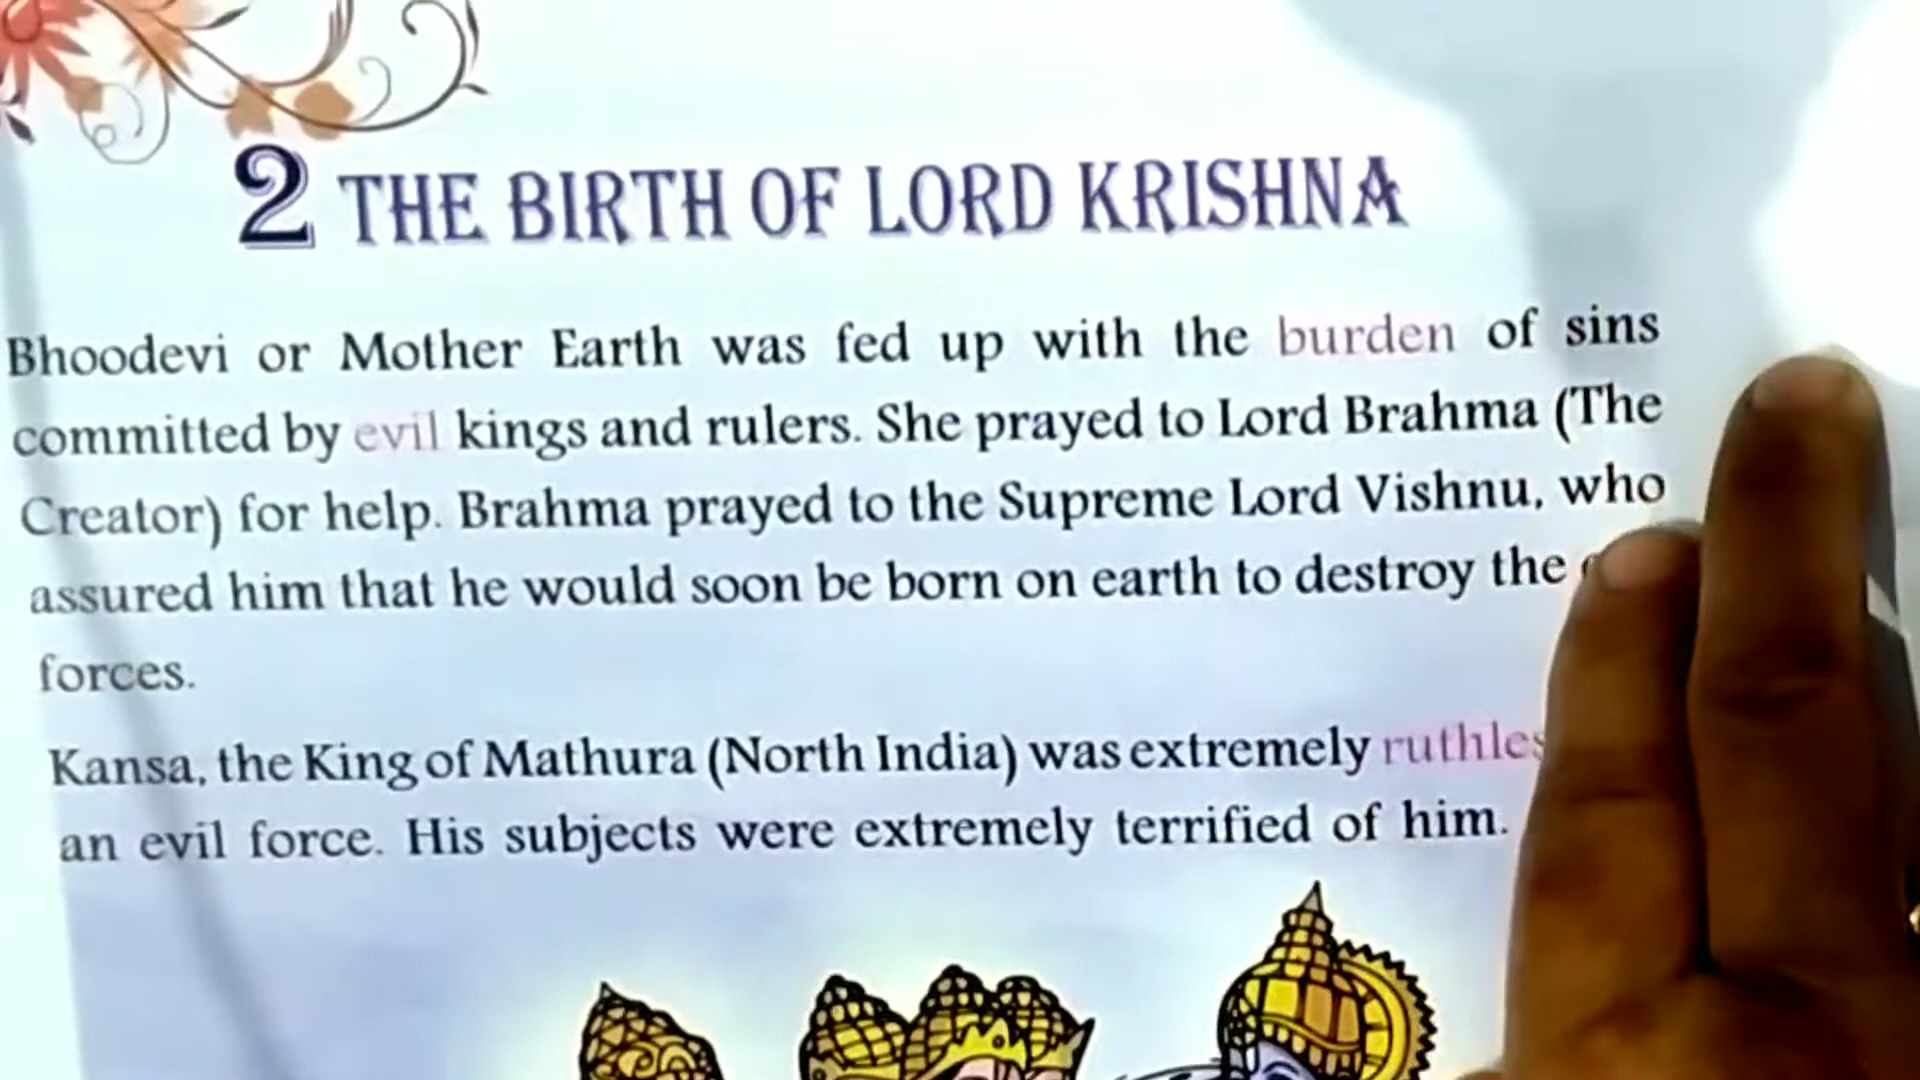 2 THE BIRTH OF LORD KRISHNA
Bhoodevi or Mother Earth was fed up with the burden of sins
committed by evil kings and rulers. She prayed to Lord Brahma (The
Creator) for help. Brahma prayed to the Supreme Lord Vishnu, who
assured him that he would soon be born on earth to destroy the
forces.
Kansa, the King of Mathura (North India) was extremely
an evil force. His subjects were extremely terrified of him.